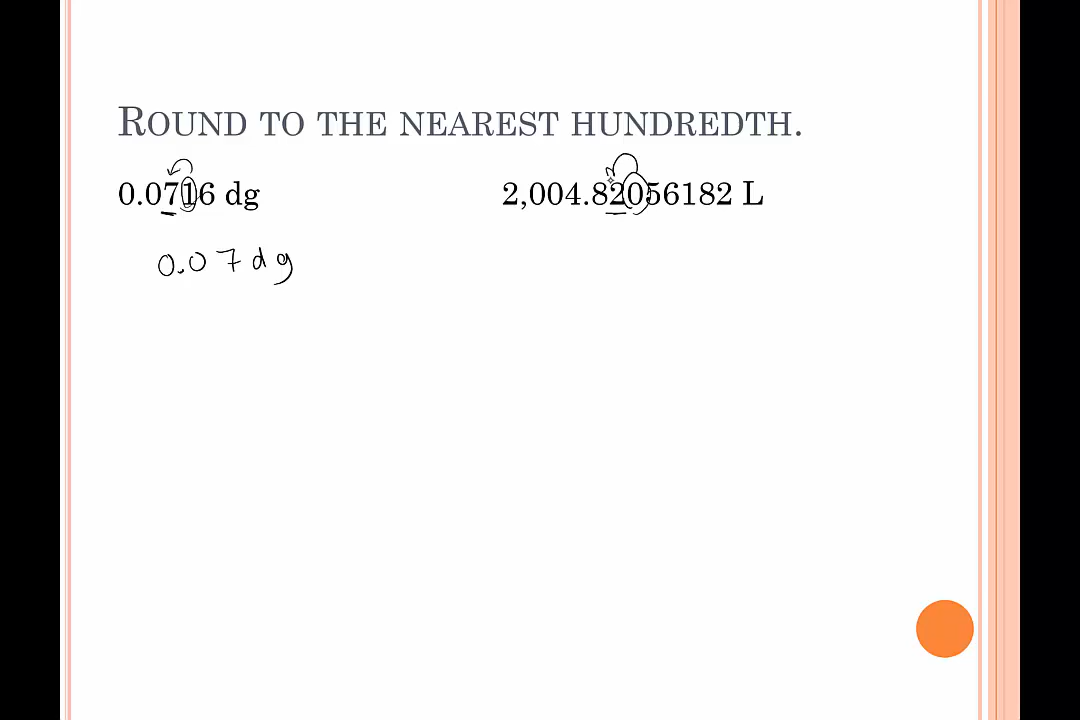 ROUND TO THE NEAREST HUNDREDTH.
0.0716 dg 2,004.82056182 L
0.07 dg